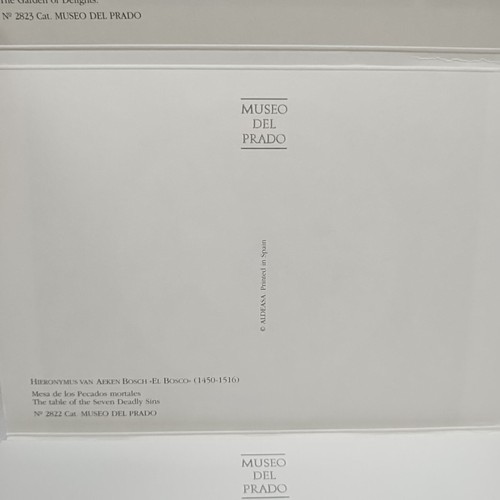 The Garden of Delights.
Nº 2823 Cat. MUSEO DEL PRADO
MUSEO
DEL
PRADO
© ALDEASA Printed in Spain
HIERONYMUS VAN AEKEN BOSCH «EL BOSCO» (1450-1516)
Mesa de los Pecados mortales
The table of the Seven Deadly Sins
Nº 2822 Cat. MUSEO DEL PRADO
MUSEO
DEL
PRADO